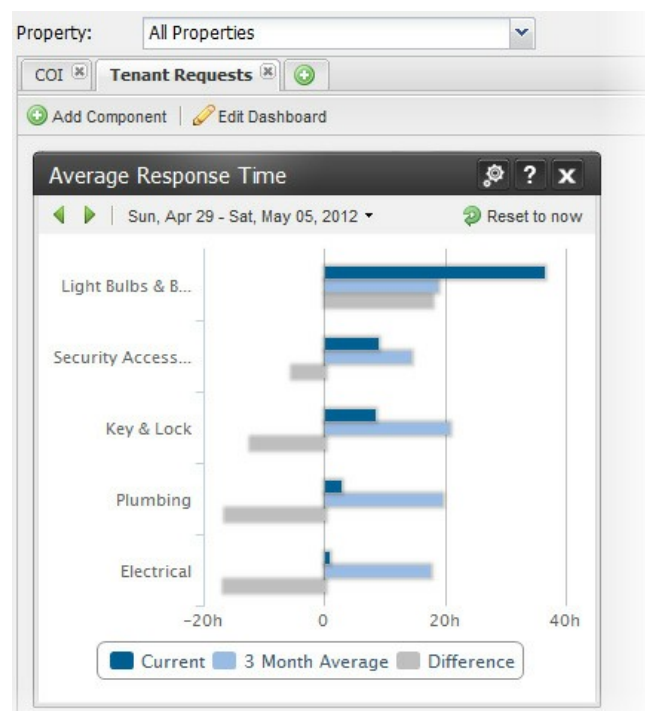 Property: All Properties
COI Tenant Requests
Add Component | Edit Dashboard
Average Response Time ? x
Sun, Apr 29 - Sat, May 05, 2012 Reset to now
Light Bulbs & B...
Security Access...
Key & Lock
Plumbing
Electrical
-20h 0 20h 40h
Current 3 Month Average Difference